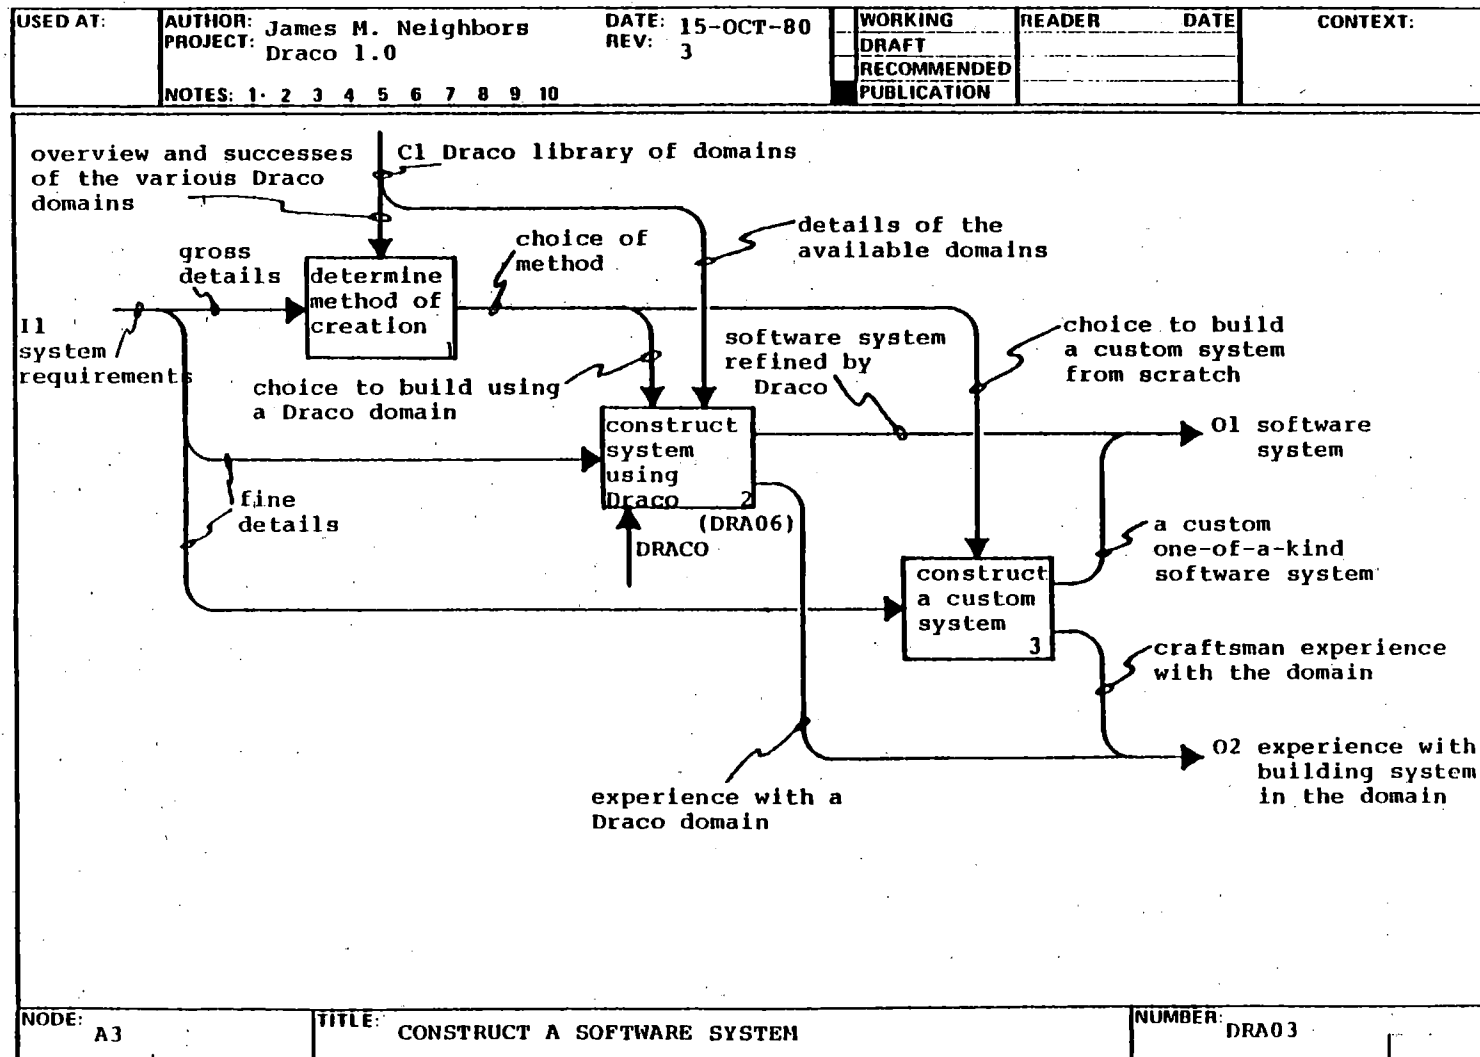 USED AT:
AUTHOR: James M. Neighbors
PROJECT: Draco 1.0
DATE: 15-OCT-80
REV: 3
NOTES: 1 2 3 4 5 6 7 8 9 10
WORKING
DRAFT
RECOMMENDED
PUBLICATION
READER DATE
CONTEXT:
overview and successes
of the various Draco
domains
C1 Draco library of domains
details of the
available domains
gross
details
determine
method of
creation
1
choice of
method
I1
system
requirements
choice to build using
a Draco domain
software system
refined by
Draco
choice to build
a custom system
from scratch
construct
system
using
Draco
2
(DRA06)
DRACO
O1 software
system
fine
details
a custom
one-of-a-kind
software system
construct
a custom
system
3
craftsman experience
with the domain
O2 experience with
building system
in the domain
experience with a
Draco domain
NODE: A3
TITLE: CONSTRUCT A SOFTWARE SYSTEM
NUMBER: DRA03